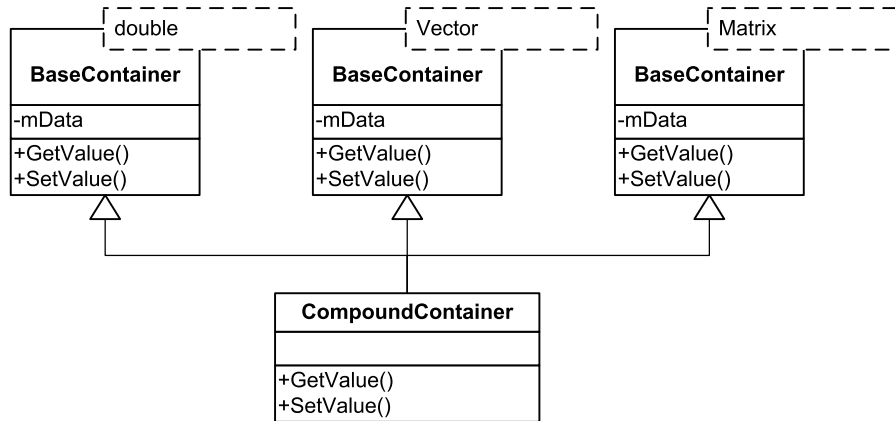 double
BaseContainer
-mData
+GetValue()
+SetValue()
Vector
BaseContainer
-mData
+GetValue()
+SetValue()
Matrix
BaseContainer
-mData
+GetValue()
+SetValue()
CompoundContainer
+GetValue()
+SetValue()